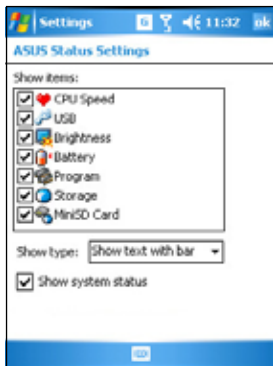 Settings 11:32 ok
ASUS Status Settings
Show items:
CPU Speed
USB
Brightness
Battery
Program
Storage
MiniSD Card
Show type: Show text with bar
Show system status